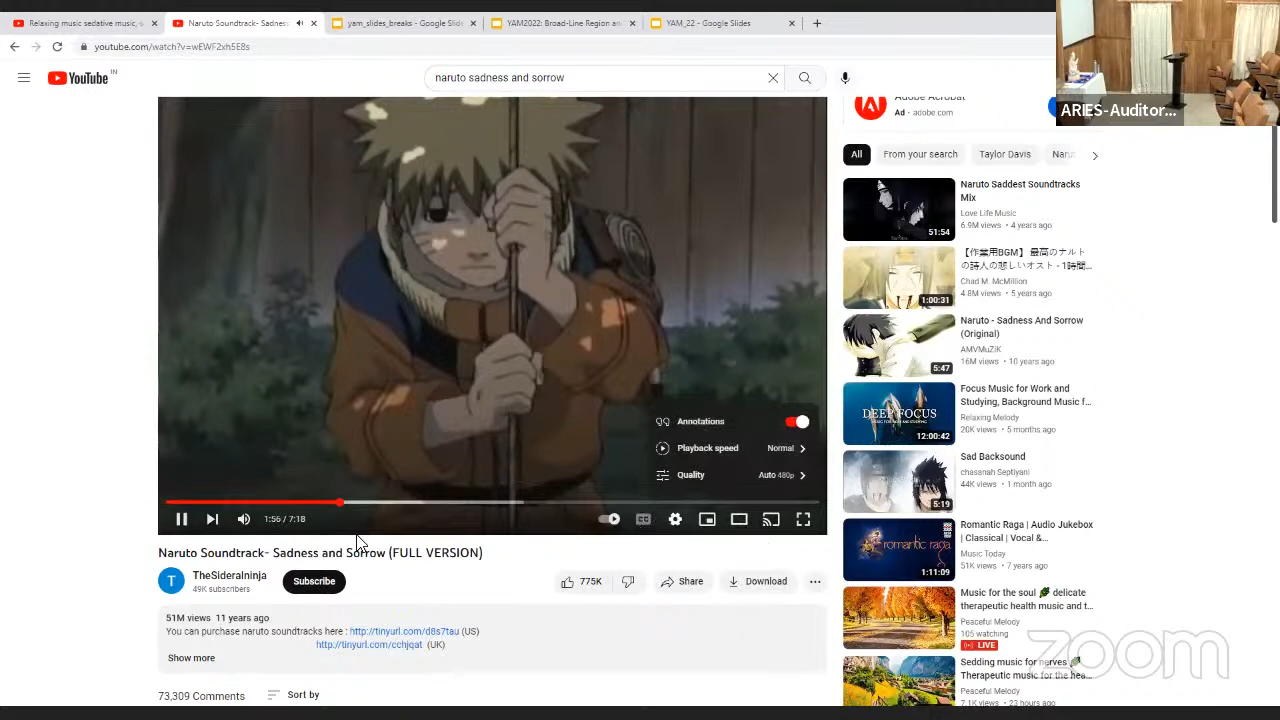 Relaxing music sedative music,
Naruto Soundtrack- Sadness
yam_slides_breaks - Google Slid
YAM2022: Broad-Line Region an
YAM_22 - Google Slides
youtube.com/watch?v=wEWF2xh5E8s
YouTube IN
naruto sadness and sorrow
ARIES-Auditor...
Adobe Acrobat
Ad · adobe.com
All
From your search
Taylor Davis
Naru
Naruto Saddest Soundtracks
Mix
Love Life Music
6.9M views • 4 years ago
51:54
【作業用BGM】 最高のナルト
の詩人の悲しいオスト - 1時間...
Chad M. McMillion
4.8M views • 5 years ago
1:00:31
Naruto - Sadness And Sorrow
(Original)
AMVMuZiK
16M views • 10 years ago
5:47
Focus Music for Work and
Studying, Background Music f...
Relaxing Melody
20K views • 5 months ago
DEEP FOCUS
12:00:42
Sad Backsound
chasanah Septiyani
44K views • 1 month ago
5:19
Romantic Raga | Audio Jukebox
| Classical | Vocal &...
Music Today
51K views • 7 years ago
romantic raga
1:11:09
Music for the soul delicate
therapeutic health music and t...
Peaceful Melody
105 watching
LIVE
Sedding music for nerves
Therapeutic music for the hea...
Peaceful Melody
7.1K views • 23 hours ago
Annotations
Playback speed Normal
Quality Auto 480p
1:56 / 7:18
Naruto Soundtrack- Sadness and Sorrow (FULL VERSION)
T
TheSideralninja
49K subscribers
Subscribe
775K
Share
Download
51M views 11 years ago
You can purchase naruto soundtracks here : http://tinyurl.com/d8s7tau (US)
http://tinyurl.com/cchjqat (UK)
Show more
73,309 Comments
Sort by
zoom